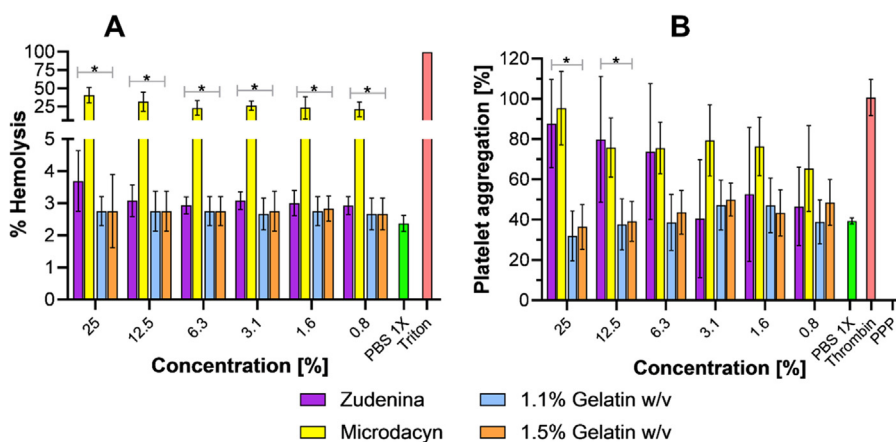 A
% Hemolysis
100
75
50
25
6
5
4
3
2
1
0
* * * * * *
25 12.5 6.3 3.1 1.6 0.8 PBS 1X Triton
Concentration [%]
B
Platelet aggregation [%]
120
100
80
60
40
20
0
* *
25 12.5 6.3 3.1 1.6 0.8 PBS 1X Thrombin PPP
Concentration [%]
Zudenina 1.1% Gelatin w/v
Microdacyn 1.5% Gelatin w/v